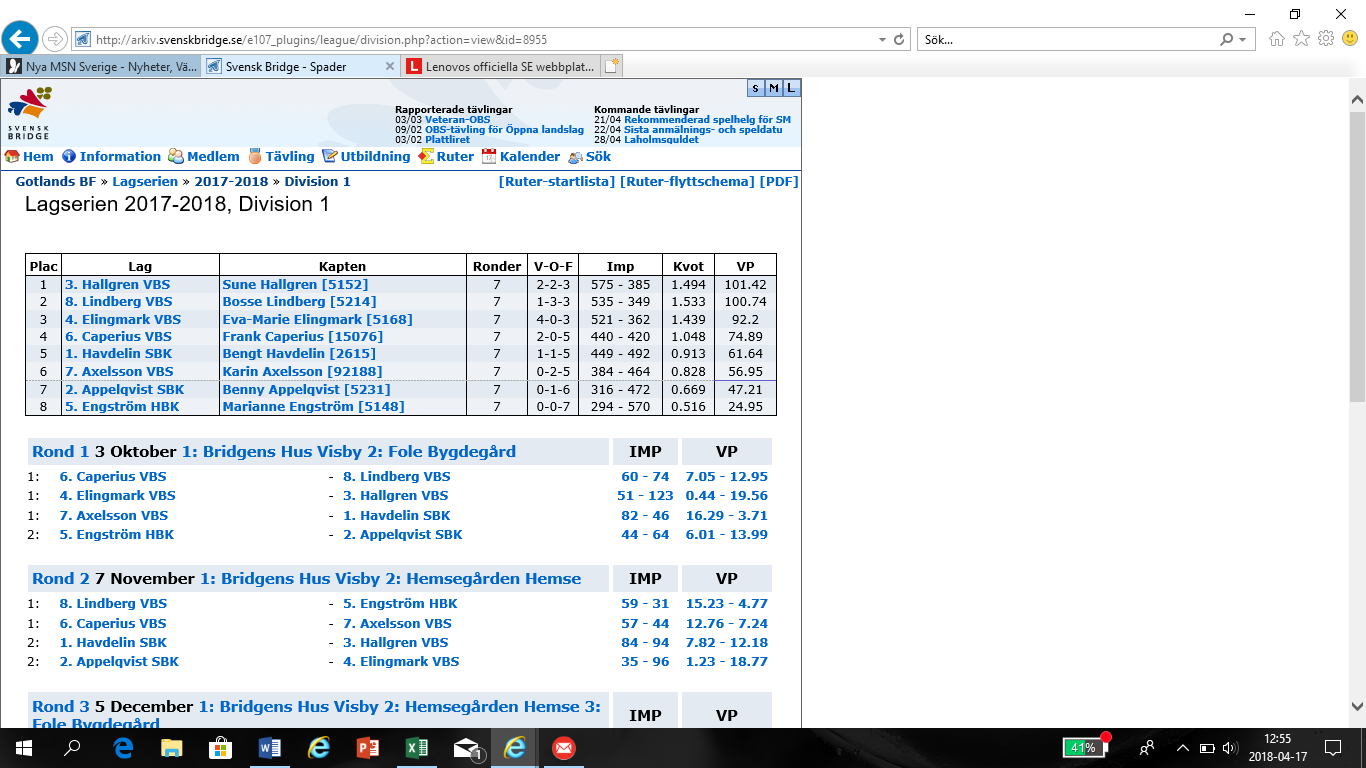 http://arkiv.svenskbridge.se/e107_plugins/league/division.php?action=view&id=8955
Sök...
Nya MSN Sverige - Nyheter, Vä...
Svensk Bridge - Spader
Lenovos officiella SE webbplat...
S M L
SVENSK
BRIDGE
Rapporterade tävlingar
03/03 Veteran-OBS
09/02 OBS-tävling för Öppna landslag
03/02 Plattliret
Kommande tävlingar
21/04 Rekommenderad spelhelg för SM
22/04 Sista anmälnings- och speldatu
28/04 Laholmsguldet
Hem Information Medlem Tävling Utbildning Ruter Kalender Sök
Gotlands BF » Lagserien » 2017-2018 » Division 1 [Ruter-startlista] [Ruter-flyttschema] [PDF]
Lagserien 2017-2018, Division 1
Plac Lag Kapten Ronder V-O-F Imp Kvot VP
1 3. Hallgren VBS Sune Hallgren [5152] 7 2-2-3 575 - 385 1.494 101.42
2 8. Lindberg VBS Bosse Lindberg [5214] 7 1-3-3 535 - 349 1.533 100.74
3 4. Elingmark VBS Eva-Marie Elingmark [5168] 7 4-0-3 521 - 362 1.439 92.2
4 6. Caperius VBS Frank Caperius [15076] 7 2-0-5 440 - 420 1.048 74.89
5 1. Havdelin SBK Bengt Havdelin [2615] 7 1-1-5 449 - 492 0.913 61.64
6 7. Axelsson VBS Karin Axelsson [92188] 7 0-2-5 384 - 464 0.828 56.95
7 2. Appelqvist SBK Benny Appelqvist [5231] 7 0-1-6 316 - 472 0.669 47.21
8 5. Engström HBK Marianne Engström [5148] 7 0-0-7 294 - 570 0.516 24.95
Rond 1 3 Oktober 1: Bridgens Hus Visby 2: Fole Bygdegård IMP VP
1: 6. Caperius VBS - 8. Lindberg VBS 60 - 74 7.05 - 12.95
1: 4. Elingmark VBS - 3. Hallgren VBS 51 - 123 0.44 - 19.56
1: 7. Axelsson VBS - 1. Havdelin SBK 82 - 46 16.29 - 3.71
2: 5. Engström HBK - 2. Appelqvist SBK 44 - 64 6.01 - 13.99
Rond 2 7 November 1: Bridgens Hus Visby 2: Hemsegården Hemse IMP VP
1: 8. Lindberg VBS - 5. Engström HBK 59 - 31 15.23 - 4.77
1: 6. Caperius VBS - 7. Axelsson VBS 57 - 44 12.76 - 7.24
2: 1. Havdelin SBK - 3. Hallgren VBS 84 - 94 7.82 - 12.18
2: 2. Appelqvist SBK - 4. Elingmark VBS 35 - 96 1.23 - 18.77
Rond 3 5 December 1: Bridgens Hus Visby 2: Hemsegården Hemse 3: IMP VP
Fole Bygdegård
41%
12:55
2018-04-17
1